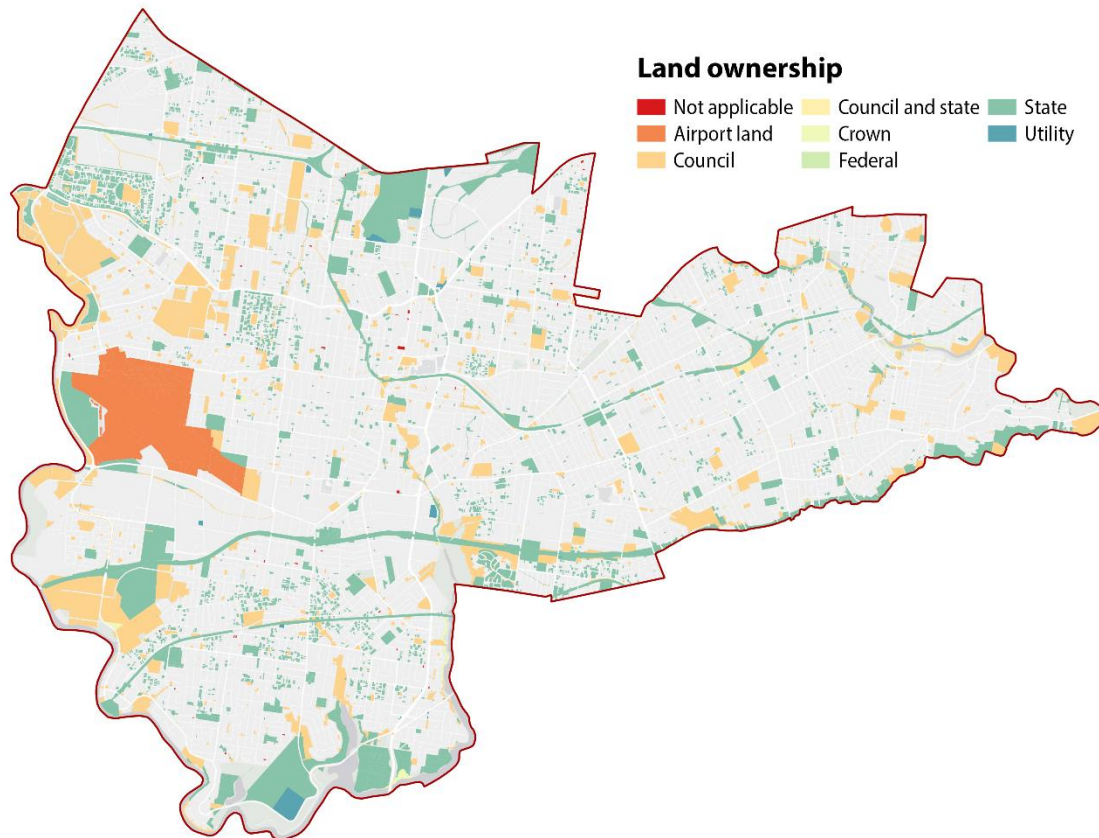 Land ownership
Not applicable
Airport land
Council
Council and state
Crown
Federal
State
Utility